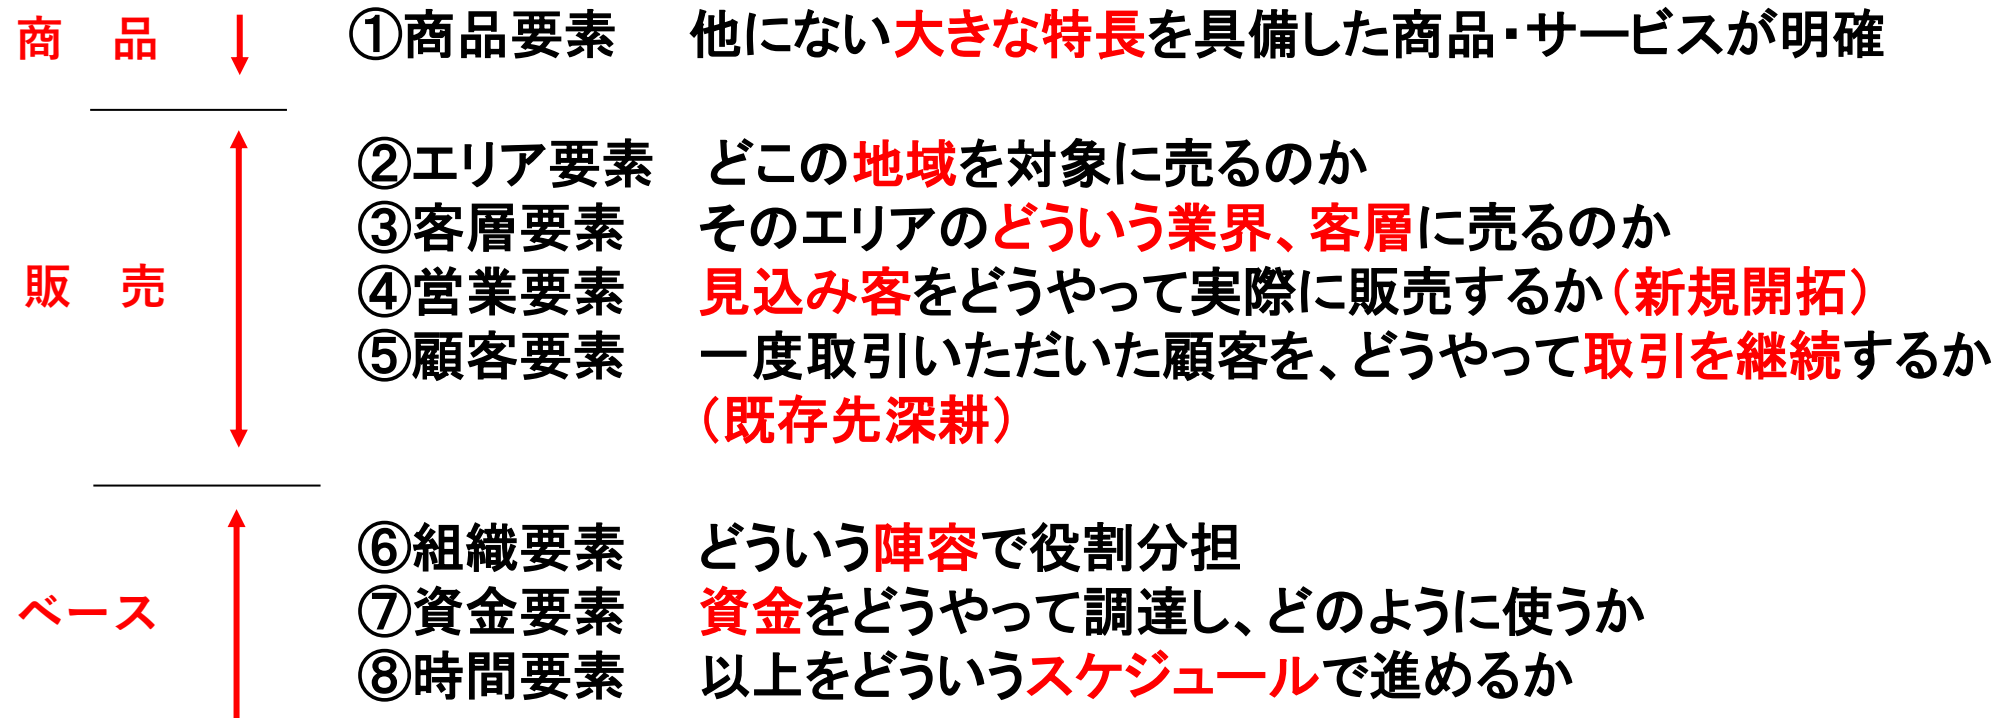 商　品　①商品要素　他にない大きな特長を具備した商品・サービスが明確
②エリア要素　どこの地域を対象に売るのか
③客層要素　そのエリアのどういう業界、客層に売るのか
販　売　④営業要素　見込み客をどうやって実際に販売するか（新規開拓）
⑤顧客要素　一度取引いただいた顧客を、どうやって取引を継続するか
（既存先深耕）
⑥組織要素　どういう陣容で役割分担
ベース　⑦資金要素　資金をどうやって調達し、どのように使うか
⑧時間要素　以上をどういうスケジュールで進めるか